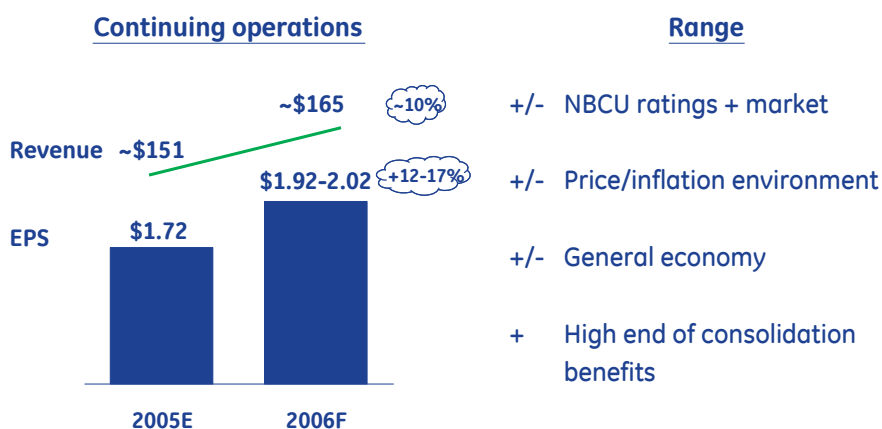 Continuing operations
~$165
~10%
Revenue ~$151
$1.92-2.02
+12-17%
EPS
$1.72
2005E
2006F
Range
+/- NBCU ratings + market
+/- Price/inflation environment
+/- General economy
+ High end of consolidation
benefits